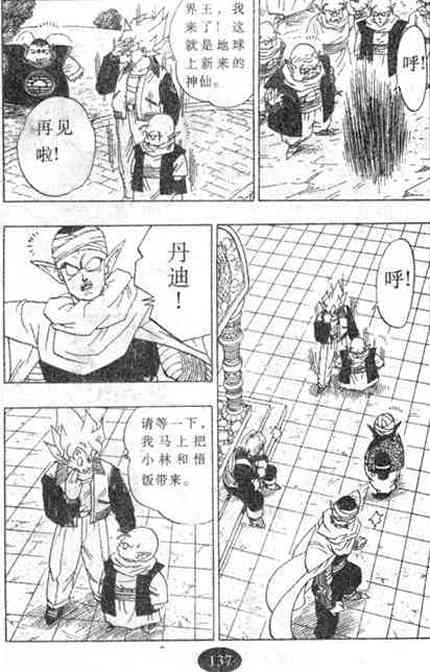 呼!
界王，我
来了！这
就是地球
上新来的
神仙。
再见
啦!
呼!
丹
迪
!
请等一下，
我马上把
小林和悟
饭带来。
137